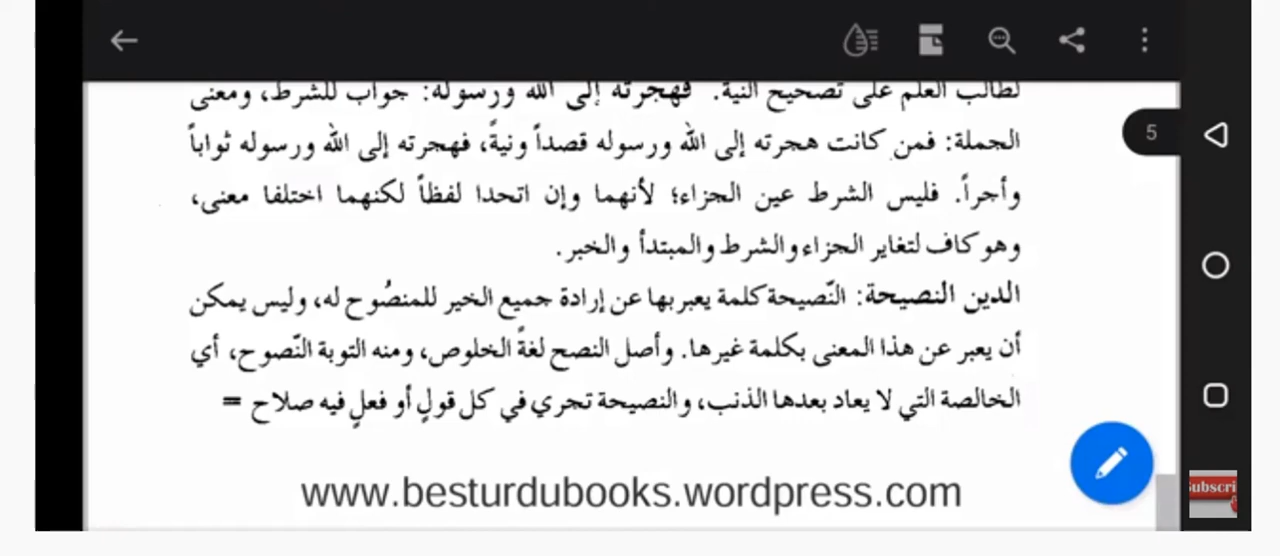 5
لطالب العلم على تصحيح النية. فهجرته إلى الله ورسوله: جواب للشرط، ومعنى
الجملة: فمن كانت هجرته إلى الله ورسوله قصداً ونيةً، فهجرته إلى الله ورسوله ثواباً
وأجراً. فليس الشرط عين الجزاء؛ لأنهما وإن اتحدا لفظاً لكنهما اختلفا معنى،
وهو كاف لتغاير الجزاء والشرط والمبتدأ والخبر.
الدين النصيحة: النّصيحة كلمة يعبر بها عن إرادة جميع الخير للمنصُوح له، وليس يمكن
أن يعبر عن هذا المعنى بكلمة غيرها. وأصل النصح لغةً الخلوص، ومنه التوبة النّصوح، أي
الخالصة التي لا يعاد بعدها الذنب، والنصيحة تجري في كل قولٍ أو فعلٍ فيه صلاح =
www.besturdubooks.wordpress.com
Subscri